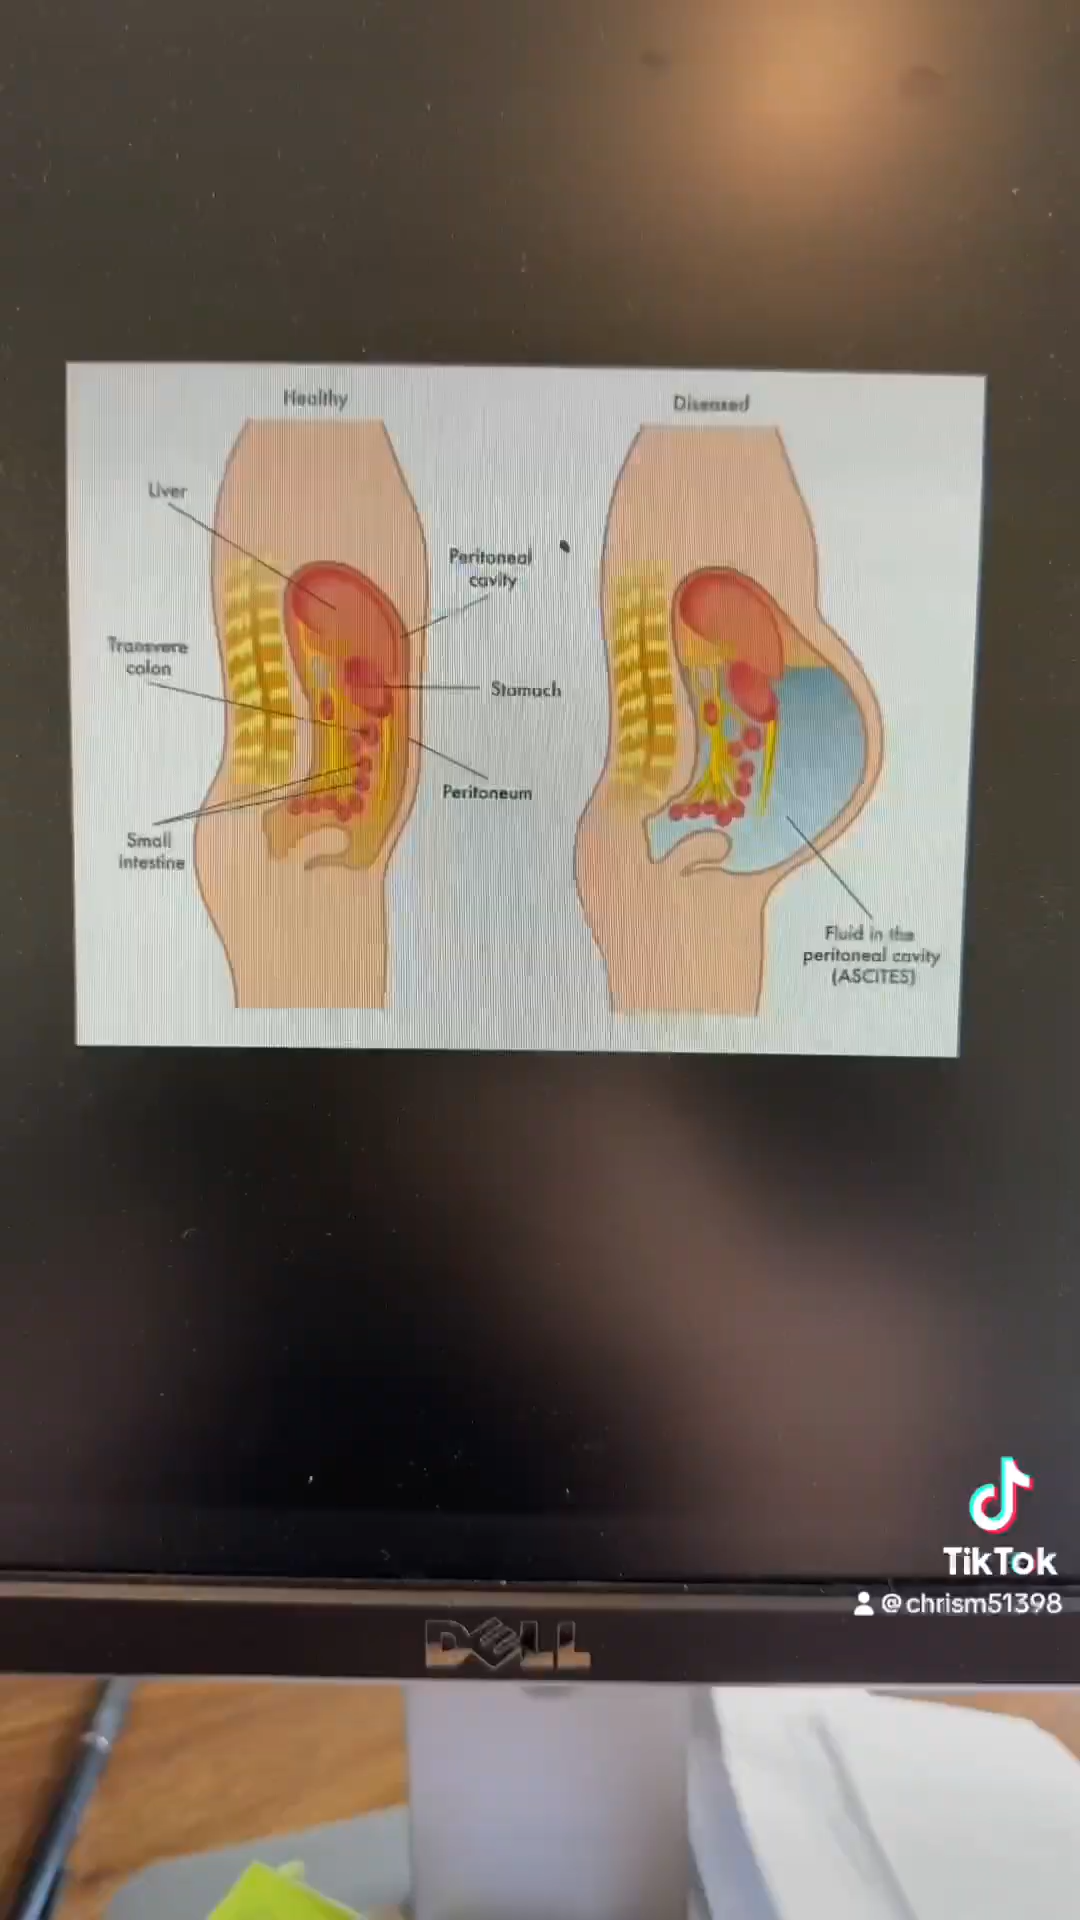 Healthy
Diseased
Liver
Peritoneal
cavity
Transvere
colon
Stomach
Peritoneum
Small
intestine
Fluid in the
peritoneal cavity
(ASCITES)
TikTok
@chrism51398
DELL